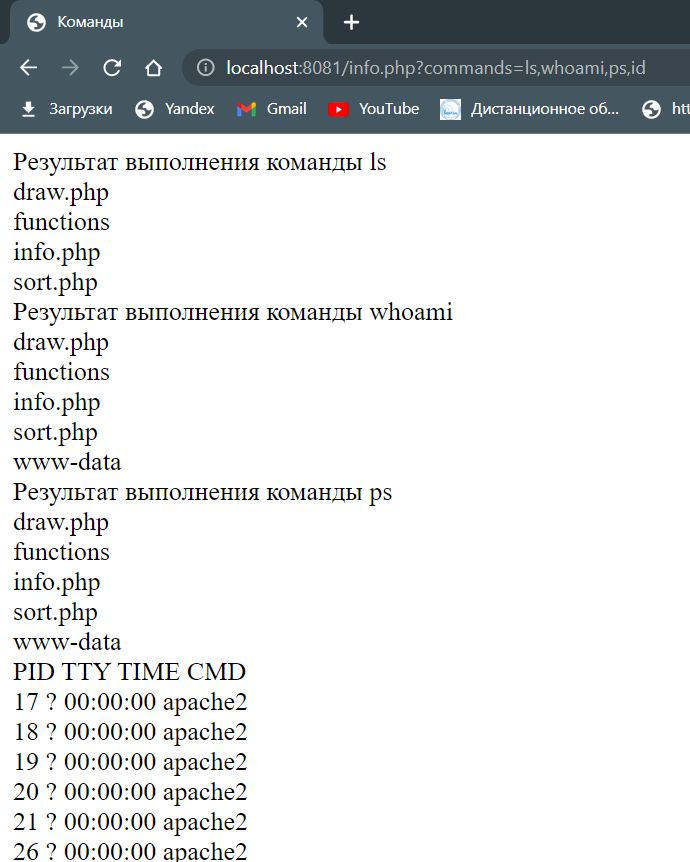 Команды
localhost:8081/info.php?commands=ls,whoami,ps,id
Загрузки Yandex Gmail YouTube Дистанционное об... htt
Результат выполнения команды ls
draw.php
functions
info.php
sort.php
Результат выполнения команды whoami
draw.php
functions
info.php
sort.php
www-data
Результат выполнения команды ps
draw.php
functions
info.php
sort.php
www-data
PID TTY TIME CMD
17 ? 00:00:00 apache2
18 ? 00:00:00 apache2
19 ? 00:00:00 apache2
20 ? 00:00:00 apache2
21 ? 00:00:00 apache2
26 ? 00:00:00 apache2